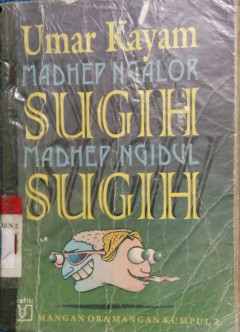 Umar Kayam
MADHEP NGALOR
SUGIH
MADHEP NGIDUL
SUGIH
MANGAN ORA MANGAN KUMPUL 2